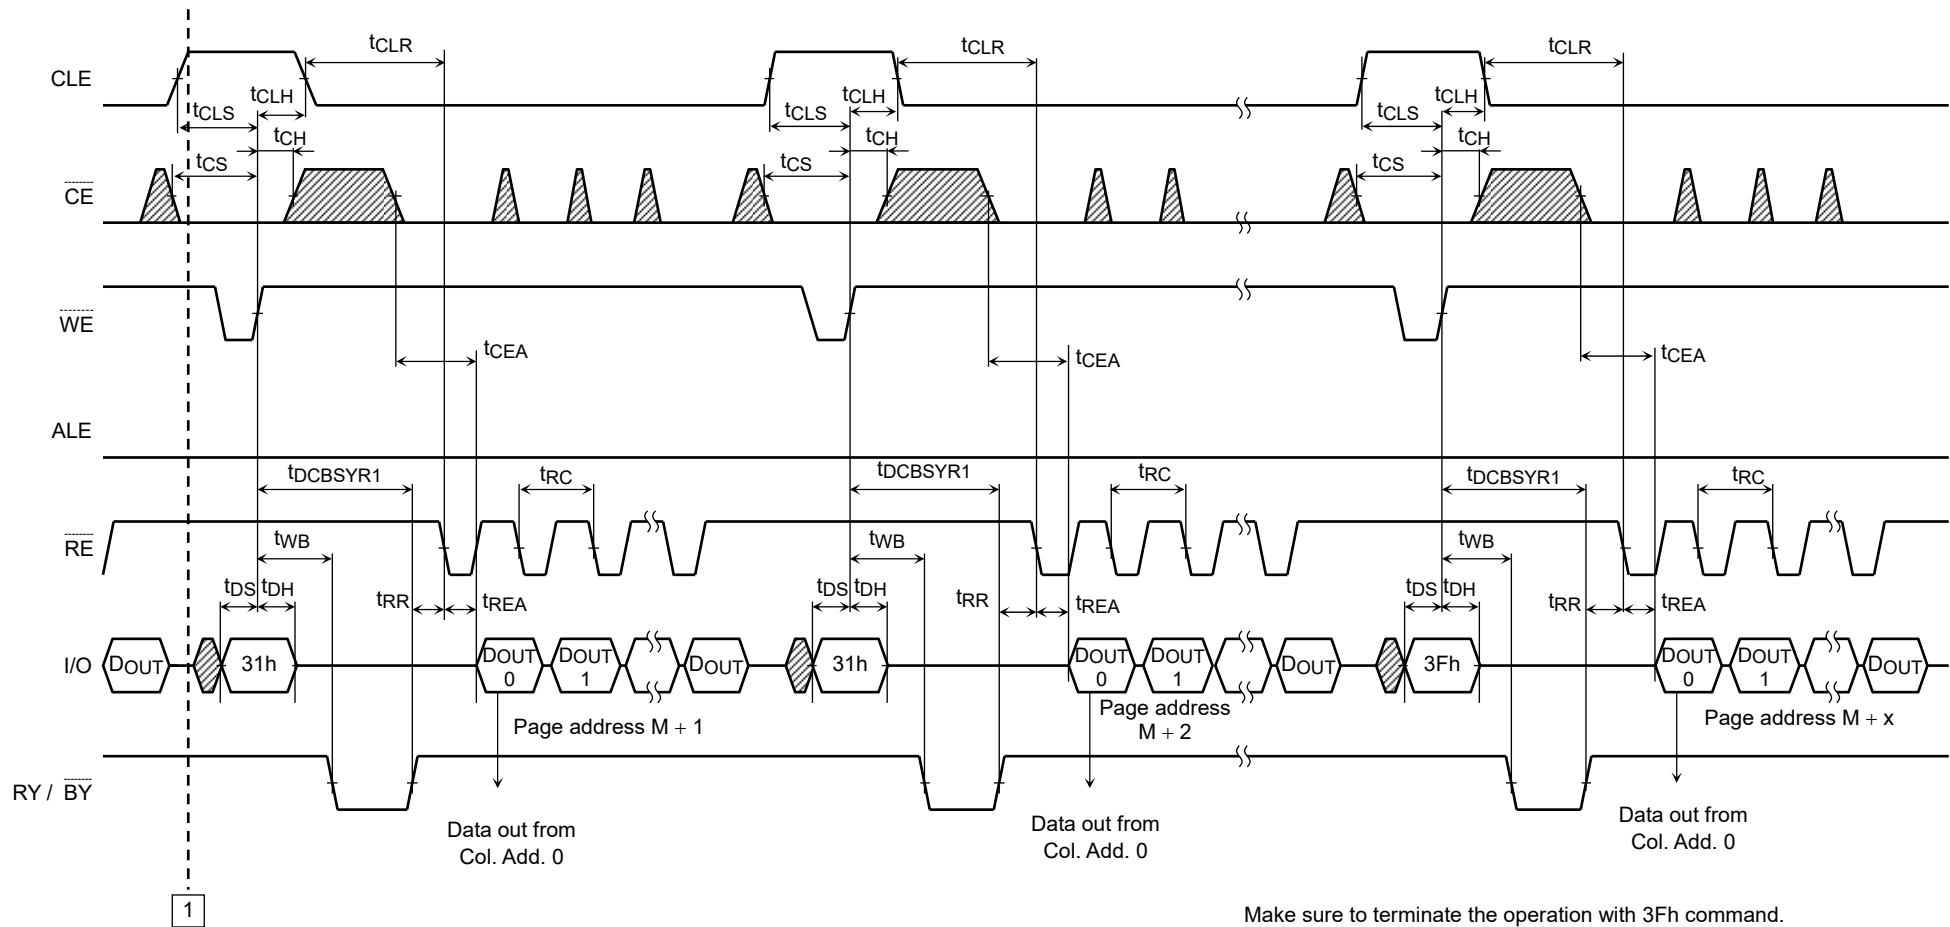 tCLR tCLR tCLR
CLE
tCLH tCLH tCLH
tCLS tCLS tCLS
tCH tCH tCH
tCS tCS tCS
CE
WE
tCEA tCEA tCEA
ALE
tDCBSYR1 tRC tDCBSYR1 tRC tDCBSYR1 tRC
RE
tWB tWB tWB
tDS tDH tDS tDH tDS tDH
tRR tREA tRR tREA tRR tREA
I/O DOUT 31h DOUT 0 DOUT 1 DOUT 31h DOUT 0 DOUT 1 DOUT 3Fh DOUT 0 DOUT 1 DOUT
Page address M + 1
Page address
M + 2
Page address M + x
RY / BY
Data out from
Col. Add. 0
Data out from
Col. Add. 0
Data out from
Col. Add. 0
1
Make sure to terminate the operation with 3Fh command.